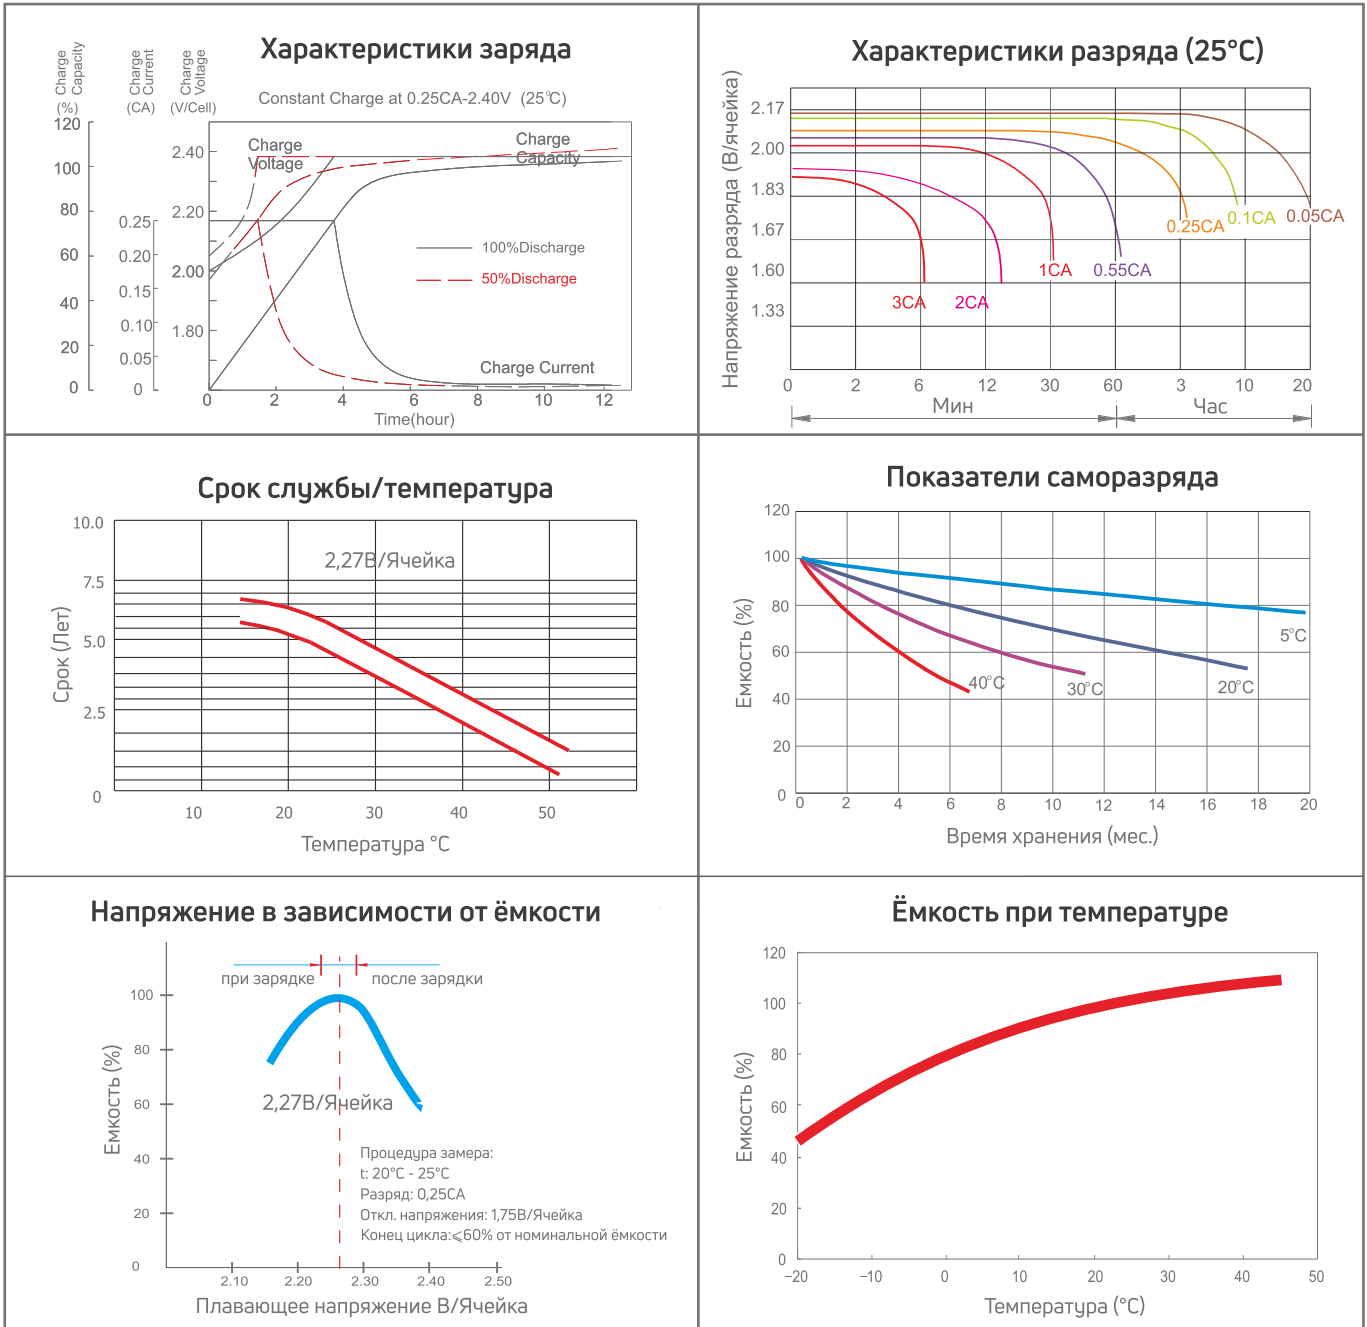 Характеристики заряда
Charge Capacity
(%)
Charge Current
(CA)
Charge Voltage
(V/Cell)
Constant Charge at 0.25CA-2.40V (25℃)
120
100
80
60
40
20
0
0.25
0.20
0.15
0.10
0.05
0
2.40
2.20
2.00
1.80
Charge
Voltage
Charge
Capacity
100%Discharge
50%Discharge
Charge Current
0 2 4 6 8 10 12
Time(hour)
Характеристики разряда (25°C)
Напряжение разряда (В/ячейка)
2.17
2.00
1.83
1.67
1.60
1.33
3CA
2CA
1CA
0.55CA
0.25CA
0.1CA
0.05CA
0 2 6 12 30 60 3 10 20
Мин
Час
Срок службы/температура
Срок (Лет)
10.0
7.5
5.0
2.5
0
2,27В/Ячейка
10 20 30 40 50
Температура °C
Показатели саморазряда
Емкость (%)
120
100
80
60
40
20
0
5°C
20°C
30°C
40°C
0 2 4 6 8 10 12 14 16 18 20
Время хранения (мес.)
Напряжение в зависимости от ёмкости
при зарядке
после зарядки
Емкость (%)
100
80
60
40
20
0
2,27В/Ячейка
Процедура замера:
t: 20°C - 25°C
Разряд: 0,25CA
Откл. напряжения: 1,75В/Ячейка
Конец цикла:⩽60% от номинальной ёмкости
2.10 2.20 2.30 2.40 2.50
Плавающее напряжение В/Ячейка
Ёмкость при температуре
Емкость (%)
120
100
80
60
40
20
0
−20 −10 0 10 20 30 40 50
Температура (°C)